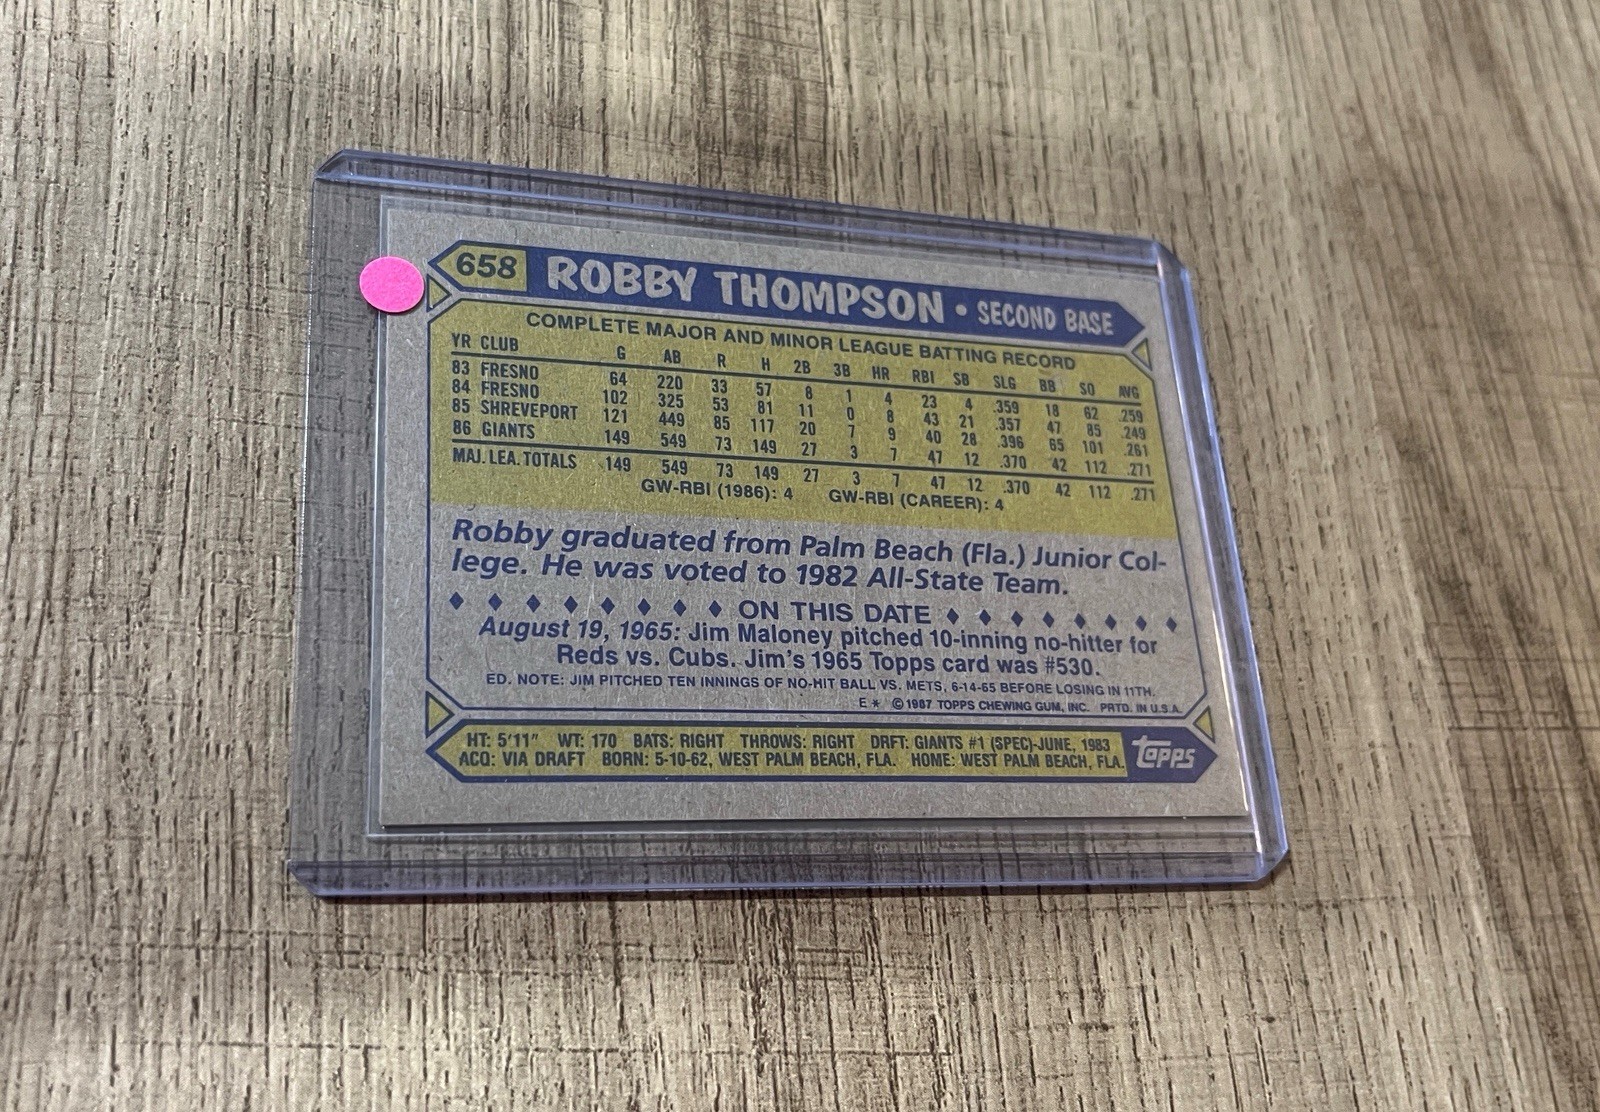 658 ROBBY THOMPSON • SECOND BASE
COMPLETE MAJOR AND MINOR LEAGUE BATTING RECORD
YR CLUB G AB R H 2B 3B HR RBI SB SLG BB SO AVG
83 FRESNO 64 220 33 57 8 1 4 23 4 .359 18 62 .259
84 FRESNO 102 325 53 81 11 0 8 43 21 .357 47 85 .249
85 SHREVEPORT 121 449 85 117 20 7 9 40 28 .396 65 101 .261
86 GIANTS 149 549 73 149 27 3 7 47 12 .370 42 112 .271
MAJ. LEA. TOTALS 149 549 73 149 27 3 7 47 12 .370 42 112 .271
GW-RBI (1986): 4 GW-RBI (CAREER): 4
Robby graduated from Palm Beach (Fla.) Junior Col-
lege. He was voted to 1982 All-State Team.
ON THIS DATE
August 19, 1965: Jim Maloney pitched 10-inning no-hitter for
Reds vs. Cubs. Jim's 1965 Topps card was #530.
ED. NOTE: JIM PITCHED TEN INNINGS OF NO-HIT BALL VS. METS, 6-14-65 BEFORE LOSING IN 11TH.
E * © 1987 TOPPS CHEWING GUM, INC. PRTD. IN U.S.A.
HT: 5'11" WT: 170 BATS: RIGHT THROWS: RIGHT DRFT: GIANTS #1 (SPEC)-JUNE, 1983
ACQ: VIA DRAFT BORN: 5-10-62, WEST PALM BEACH, FLA. HOME: WEST PALM BEACH, FLA.
topps